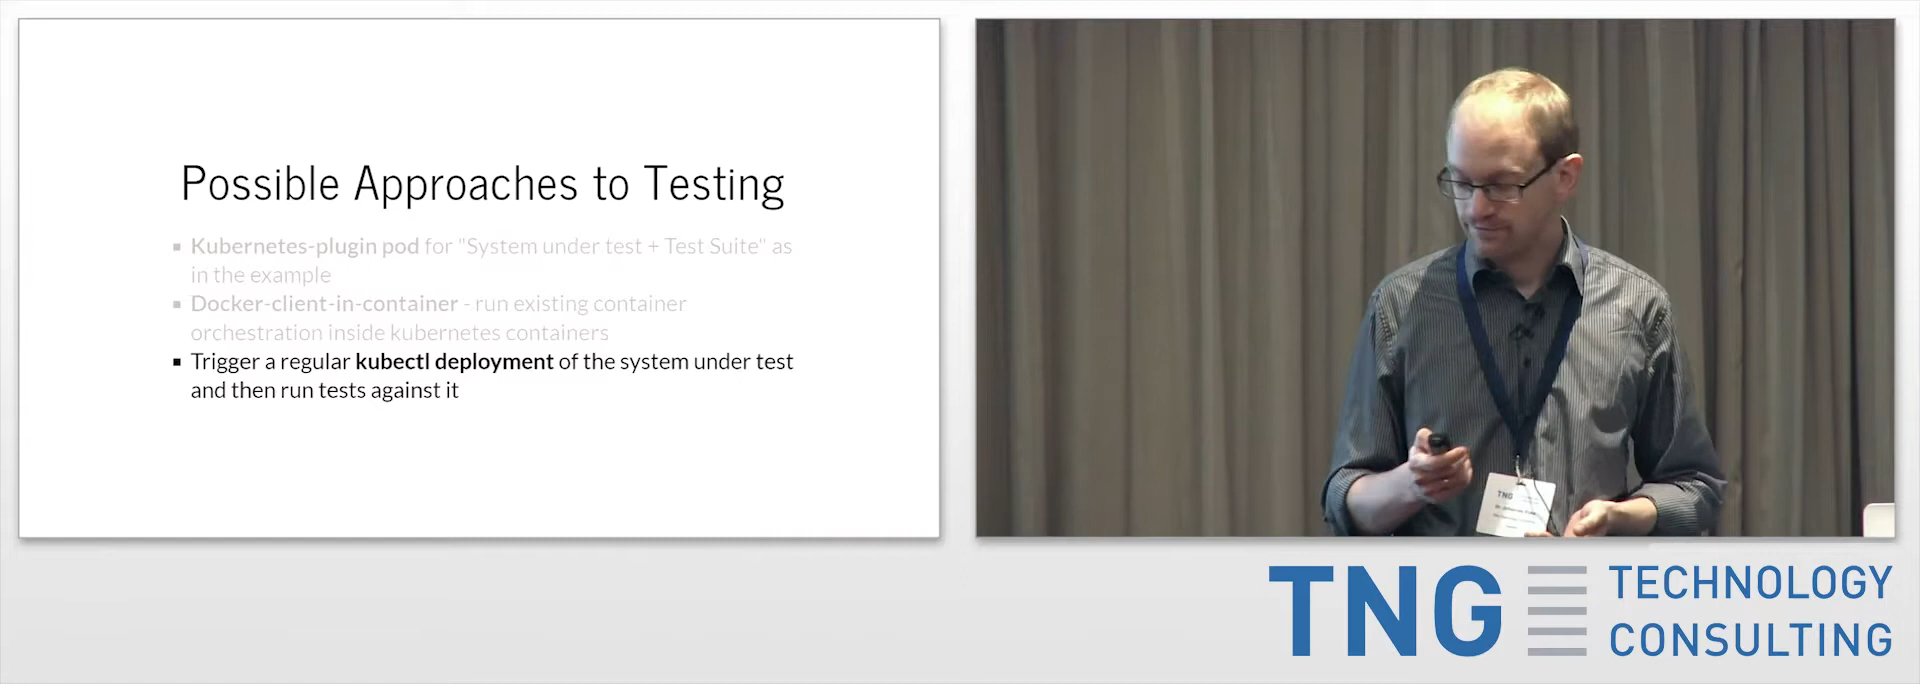 Possible Approaches to Testing
▪ Kubernetes-plugin pod for "System under test + Test Suite" as
in the example
▪ Docker-client-in-container - run existing container
orchestration inside kubernetes containers
▪ Trigger a regular kubectl deployment of the system under test
and then run tests against it
TNG
TNG
TECHNOLOGY
CONSULTING